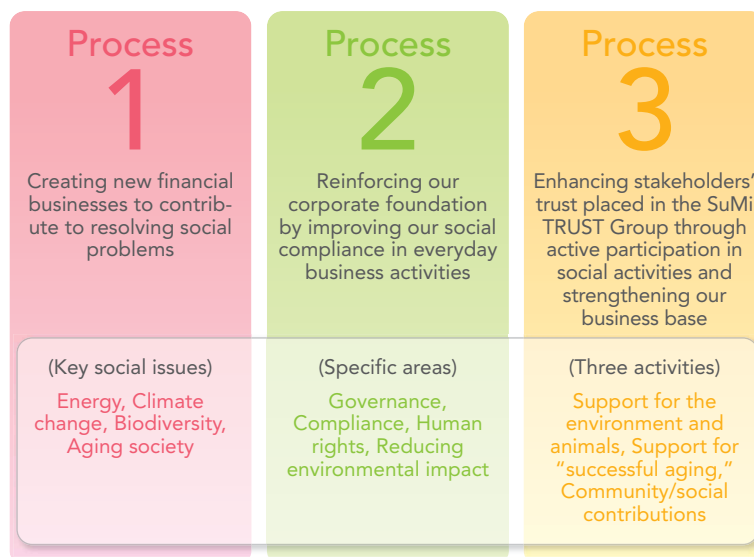 Process
1
Creating new financial
businesses to contrib-
ute to resolving social
problems
(Key social issues)
Energy, Climate
change, Biodiversity,
Aging society
Process
2
Reinforcing our
corporate foundation
by improving our social
compliance in everyday
business activities
(Specific areas)
Governance,
Compliance, Human
rights, Reducing
environmental impact
Process
3
Enhancing stakeholders’
trust placed in the SuMi
TRUST Group through
active participation in
social activities and
strengthening our
business base
(Three activities)
Support for the
environment and
animals, Support for
“successful aging,”
Community/social
contributions